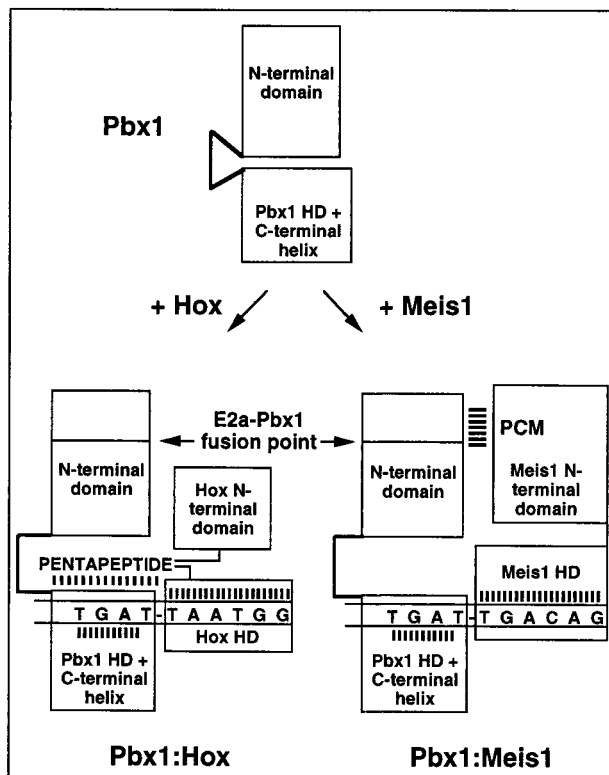 N-terminal
domain
Pbx1
Pbx1 HD +
C-terminal
helix
+ Hox
+ Meis1
E2a-Pbx1
fusion point
N-terminal
domain
Hox N-
terminal
domain
PENTAPEPTIDE
T G A T - T A A T G G
Hox HD
Pbx1 HD +
C-terminal
helix
Pbx1:Hox
PCM
N-terminal
domain
Meis1 N-
terminal
domain
Meis1 HD
T G A T - T G A C A G
Pbx1 HD +
C-terminal
helix
Pbx1:Meis1